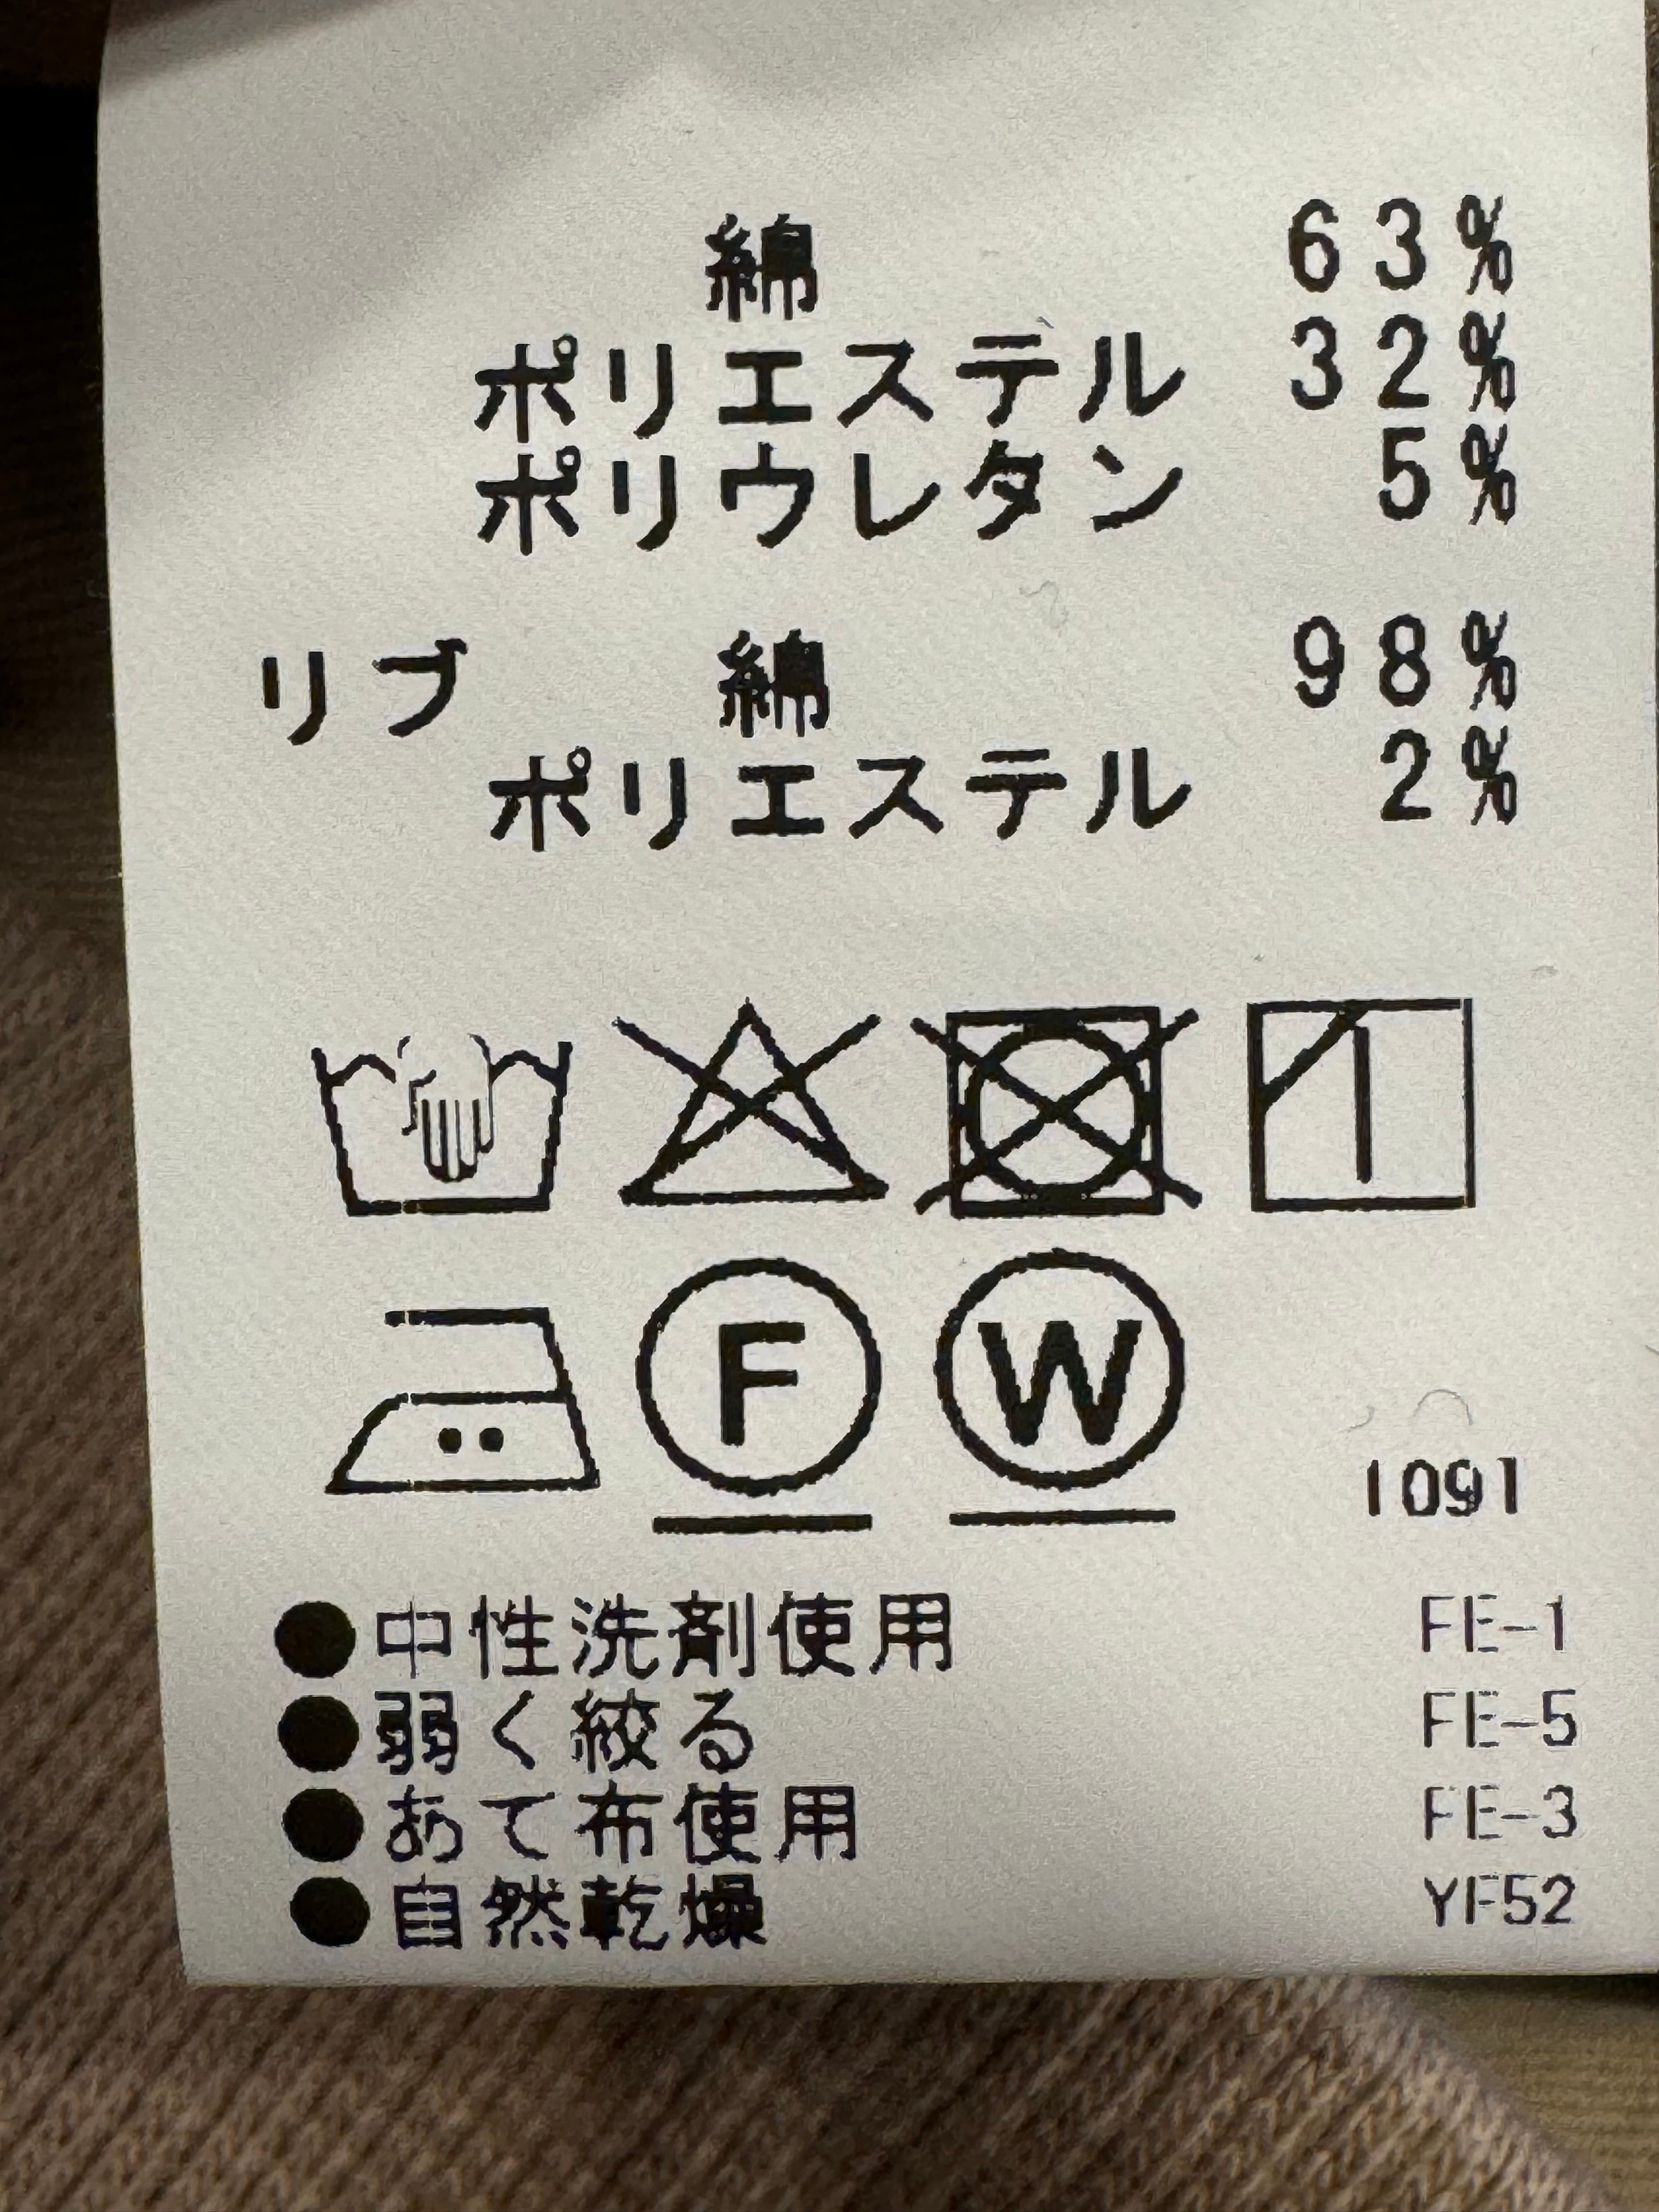 綿 63%
ポリエステル 32%
ポリウレタン 5%
リブ 綿 98%
ポリエステル 2%
F W
1091
●中性洗剤使用 FE-1
●弱く絞る FE-5
●あて布使用 FE-3
●自然乾燥 YF52